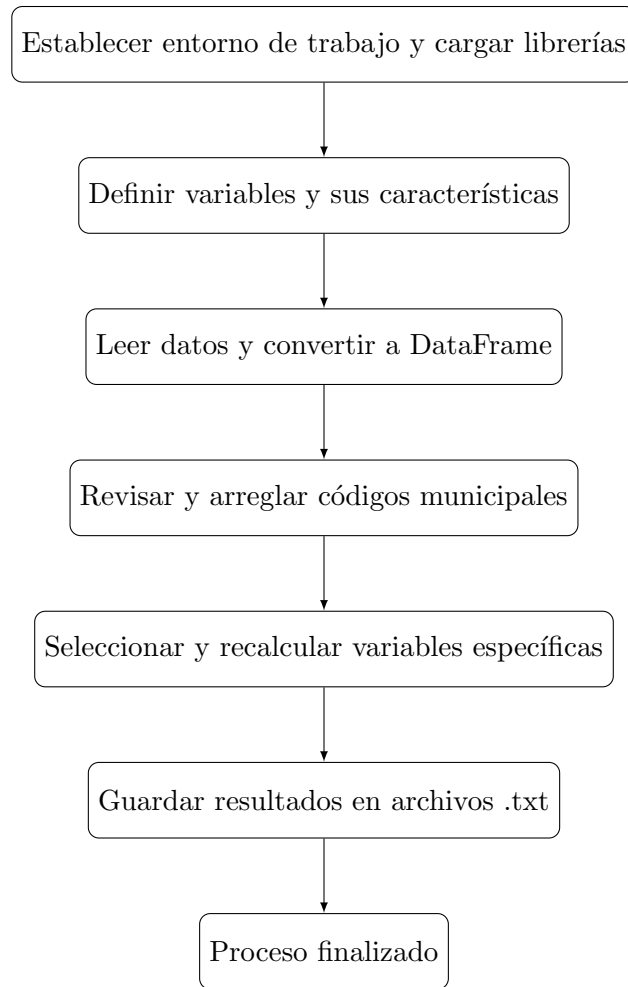 Establecer entorno de trabajo y cargar librerías
Definir variables y sus características
Leer datos y convertir a DataFrame
Revisar y arreglar códigos municipales
Seleccionar y recalcular variables específicas
Guardar resultados en archivos .txt
Proceso finalizado